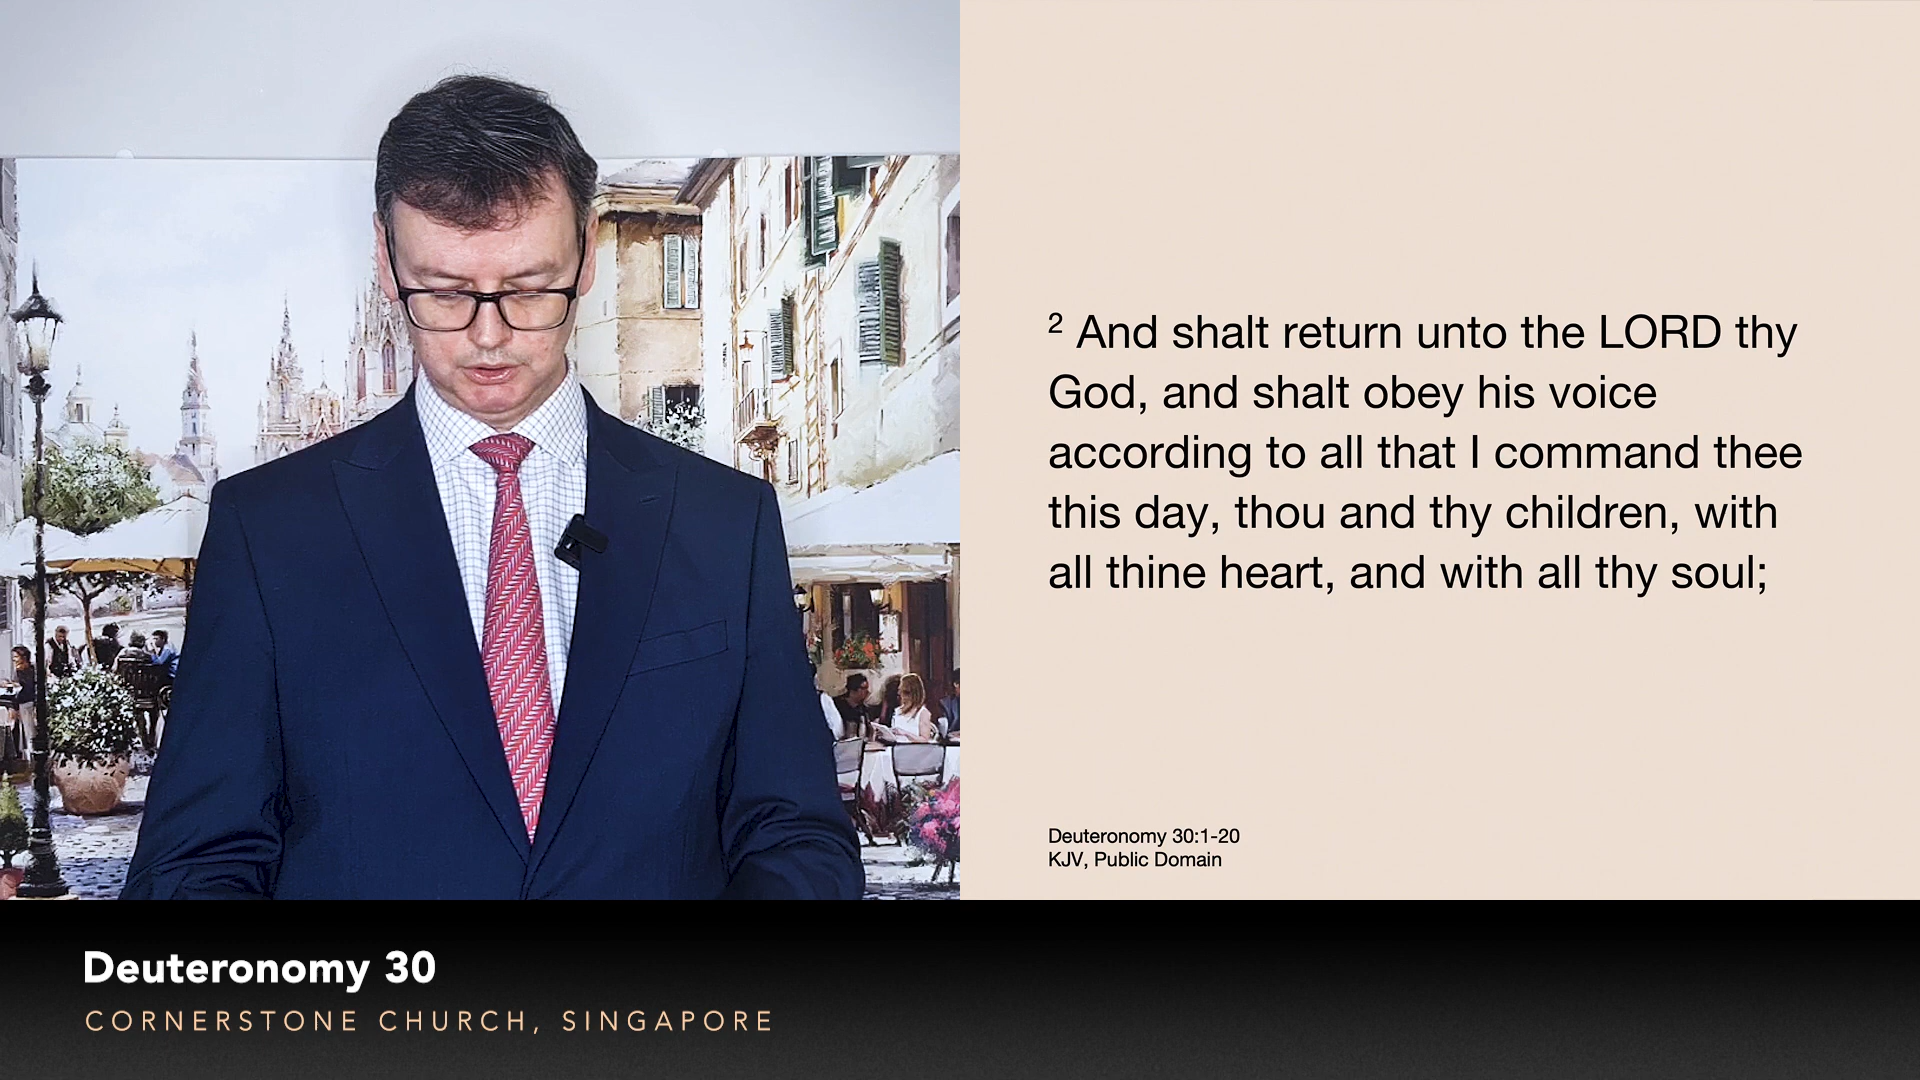 2 And shalt return unto the LORD thy
God, and shalt obey his voice
according to all that I command thee
this day, thou and thy children, with
all thine heart, and with all thy soul;
Deuteronomy 30:1-20
KJV, Public Domain
Deuteronomy 30
CORNERSTONE CHURCH, SINGAPORE